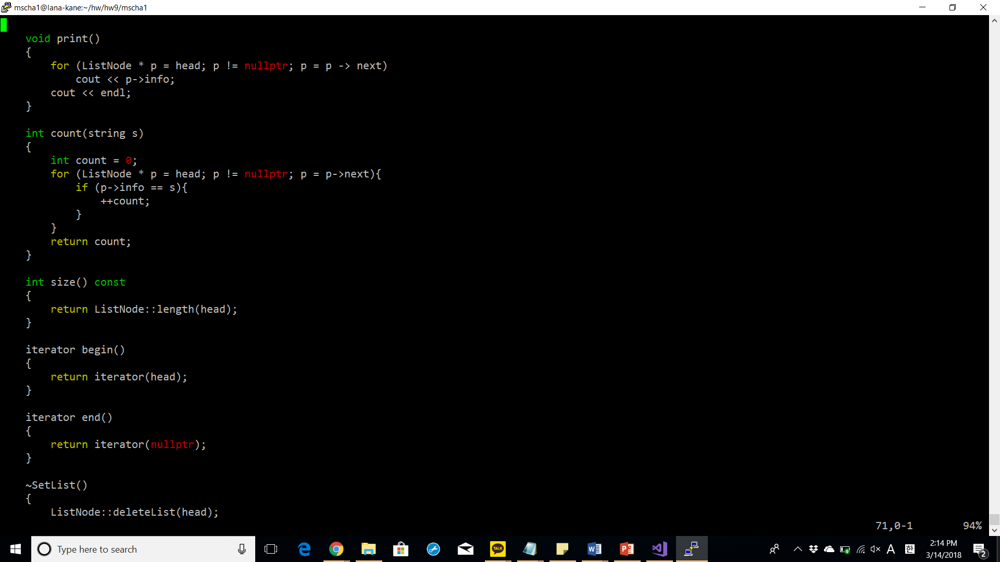 mscha1@lana-kane:~/hw/hw9/mscha1
void print()
{
for (ListNode * p = head; p != nullptr; p = p -> next)
cout << p->info;
cout << endl;
}
int count(string s)
{
int count = 0;
for (ListNode * p = head; p != nullptr; p = p->next){
if (p->info == s){
++count;
}
}
return count;
}
int size() const
{
return ListNode::length(head);
}
iterator begin()
{
return iterator(head);
}
iterator end()
{
return iterator(nullptr);
}
~SetList()
{
ListNode::deleteList(head);
71,0-1 94%
Type here to search
TALK
A 한
2:14 PM
3/14/2018
2